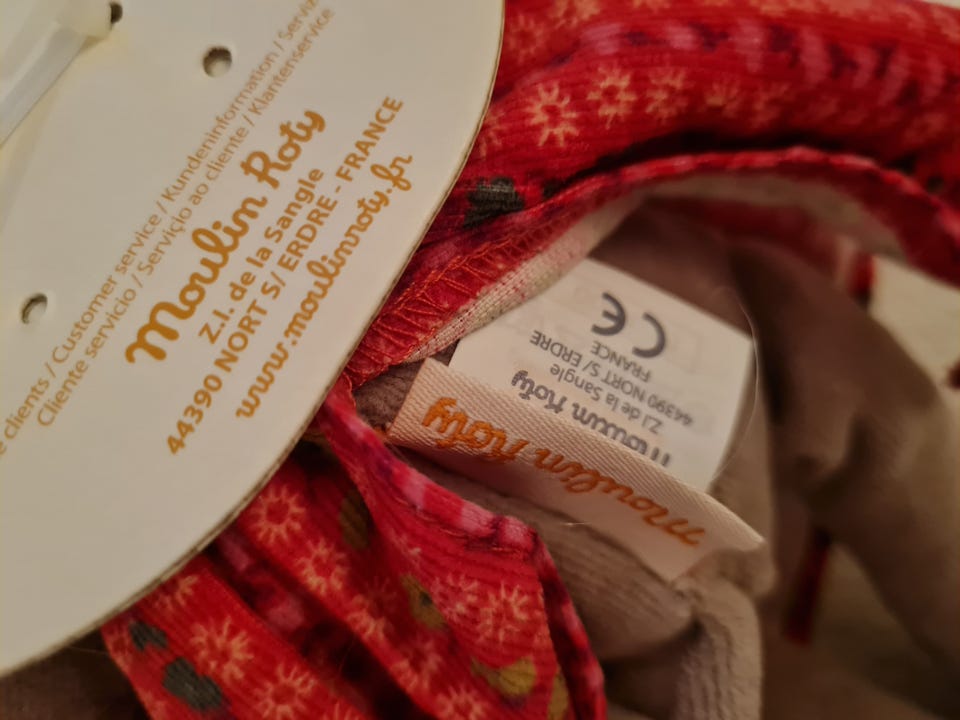 clients / Customer service / Kundeninformation /
Cliente servicio / Serviço ao cliente / Klantenservice
Moulin Roty
Z.I. de la Sangle
44390 NORT S/ ERDRE - FRANCE
www.moulinroty.fr
Moulin Roty
Moulin Roty
Z.I de la Sangle
44390 NORT S/ ERDRE
FRANCE
CE